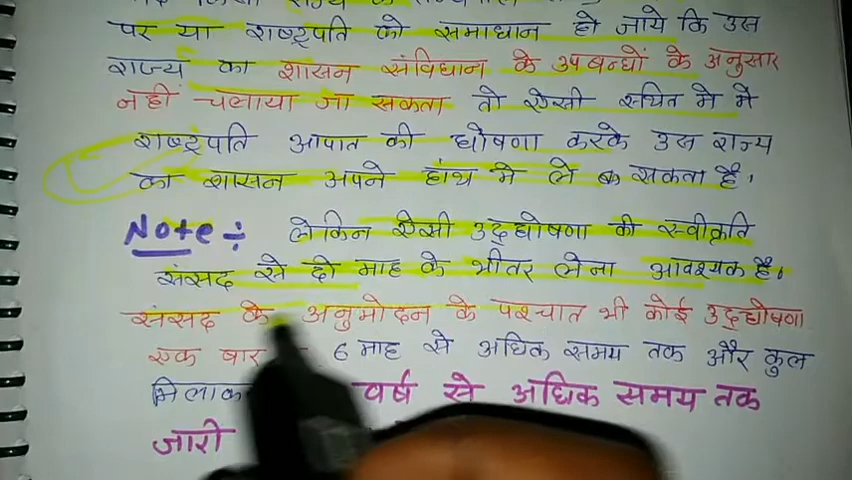 पर या राष्ट्रपति को समाधान हो जाये कि उस
राज्य का शासन संविधान के उपबन्धों के अनुसार
नहीं चलाया जा सकता तो ऐसी स्थित मे मे
राष्ट्रपति आपात की घोषणा करके उस राज्य
का शासन अपने हांथ मे ले सकता है।
Note ÷ लेकिन ऐसी उद्घोषणा की स्वीकृति
संसद से दो माह के भीतर लेना आवश्यक है।
संसद के अनुमोदन के पश्चात भी कोई उद्घोषणा
एक बार 6 माह से अधिक समय तक और कुल
वर्ष से अधिक समय तक
जारी